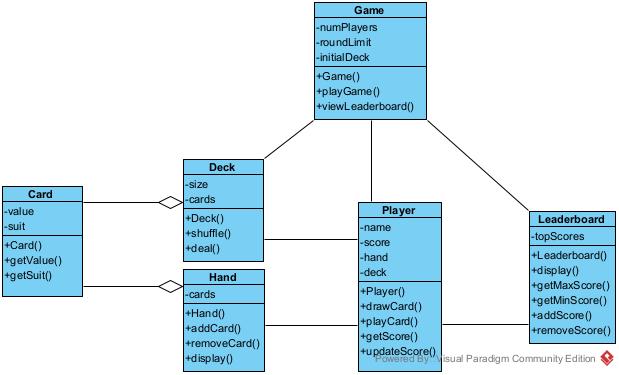 Game
-numPlayers
-roundLimit
-initialDeck
+Game()
+playGame()
+viewLeaderboard()
Deck
-size
-cards
+Deck()
+shuffle()
+deal()
Card
-value
-suit
+Card()
+getValue()
+getSuit()
Hand
-cards
+Hand()
+addCard()
+removeCard()
+display()
Player
-name
-score
-hand
-deck
+Player()
+drawCard()
+playCard()
+getScore()
+updateScore()
Leaderboard
-topScores
+Leaderboard()
+display()
+getMaxScore()
+getMinScore()
+addScore()
+removeScore()
Powered By Visual Paradigm Community Edition